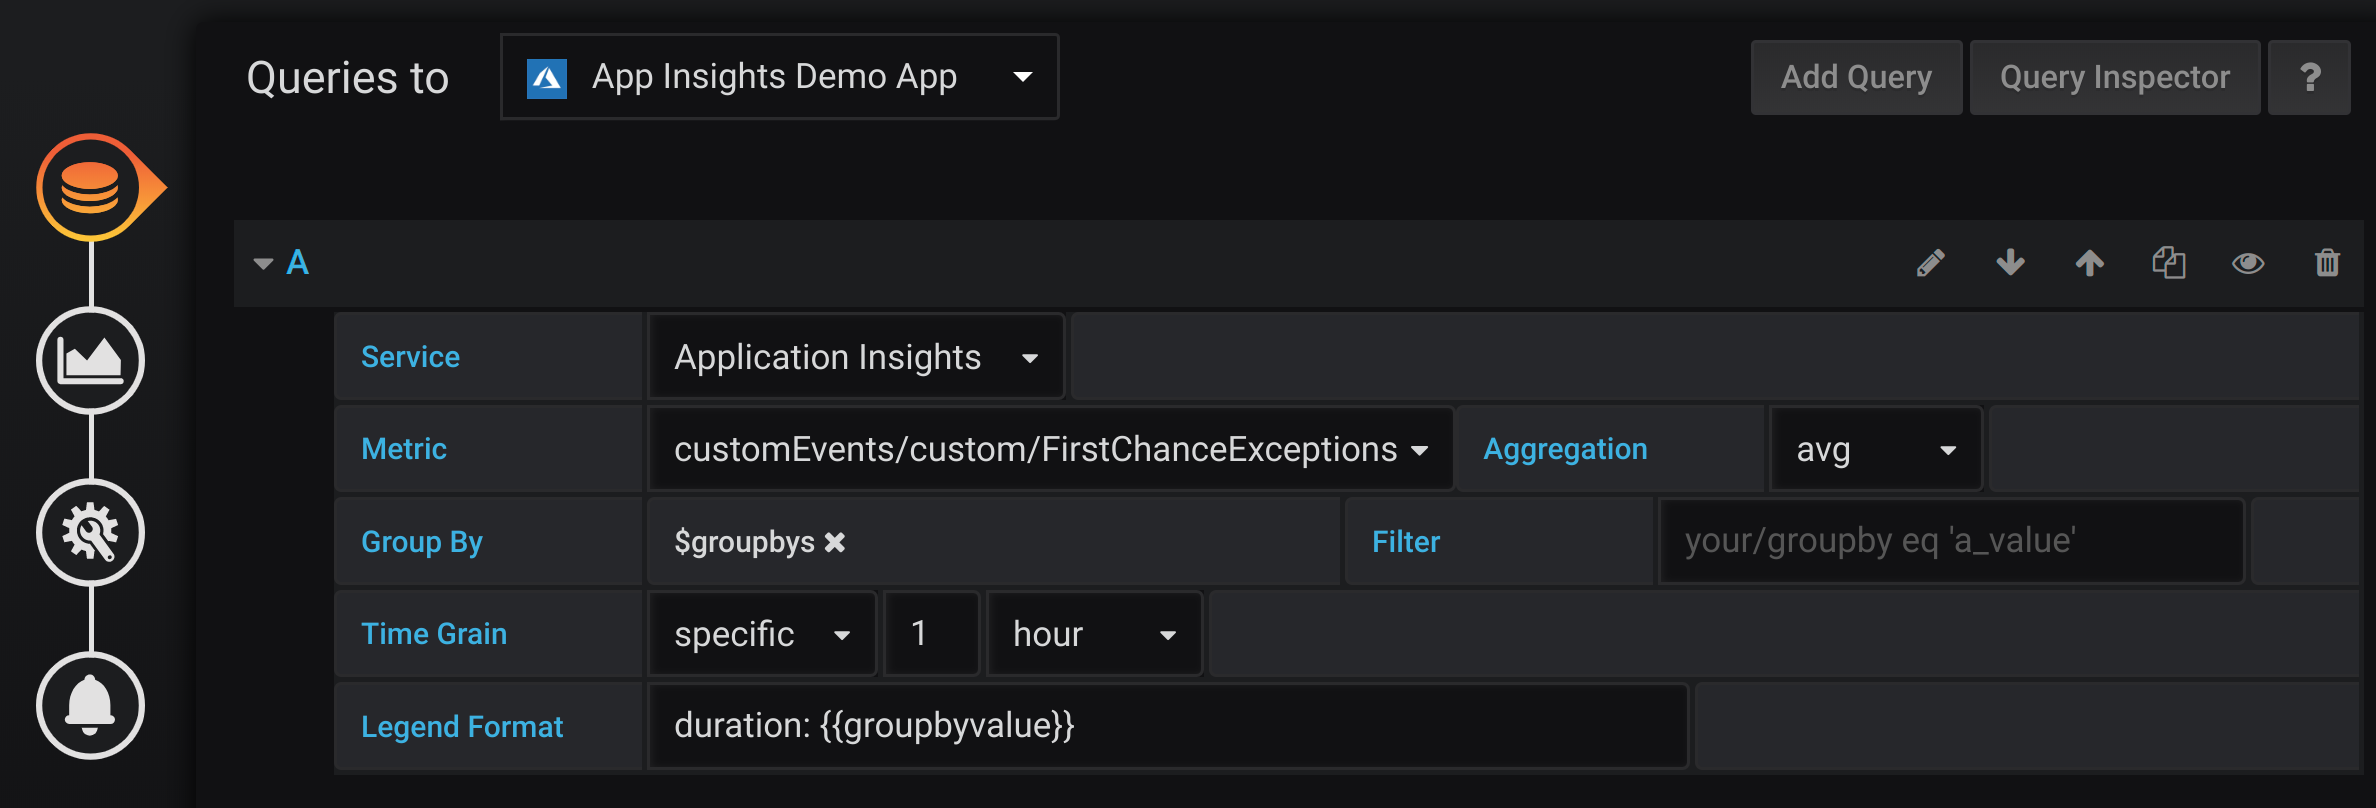 Queries to App Insights Demo App Add Query Query Inspector ?
A
Service Application Insights
Metric customEvents/custom/FirstChanceExceptions Aggregation avg
Group By $groupbys Filter your/groupby eq 'a_value'
Time Grain specific 1 hour
Legend Format duration: {{groupbyvalue}}